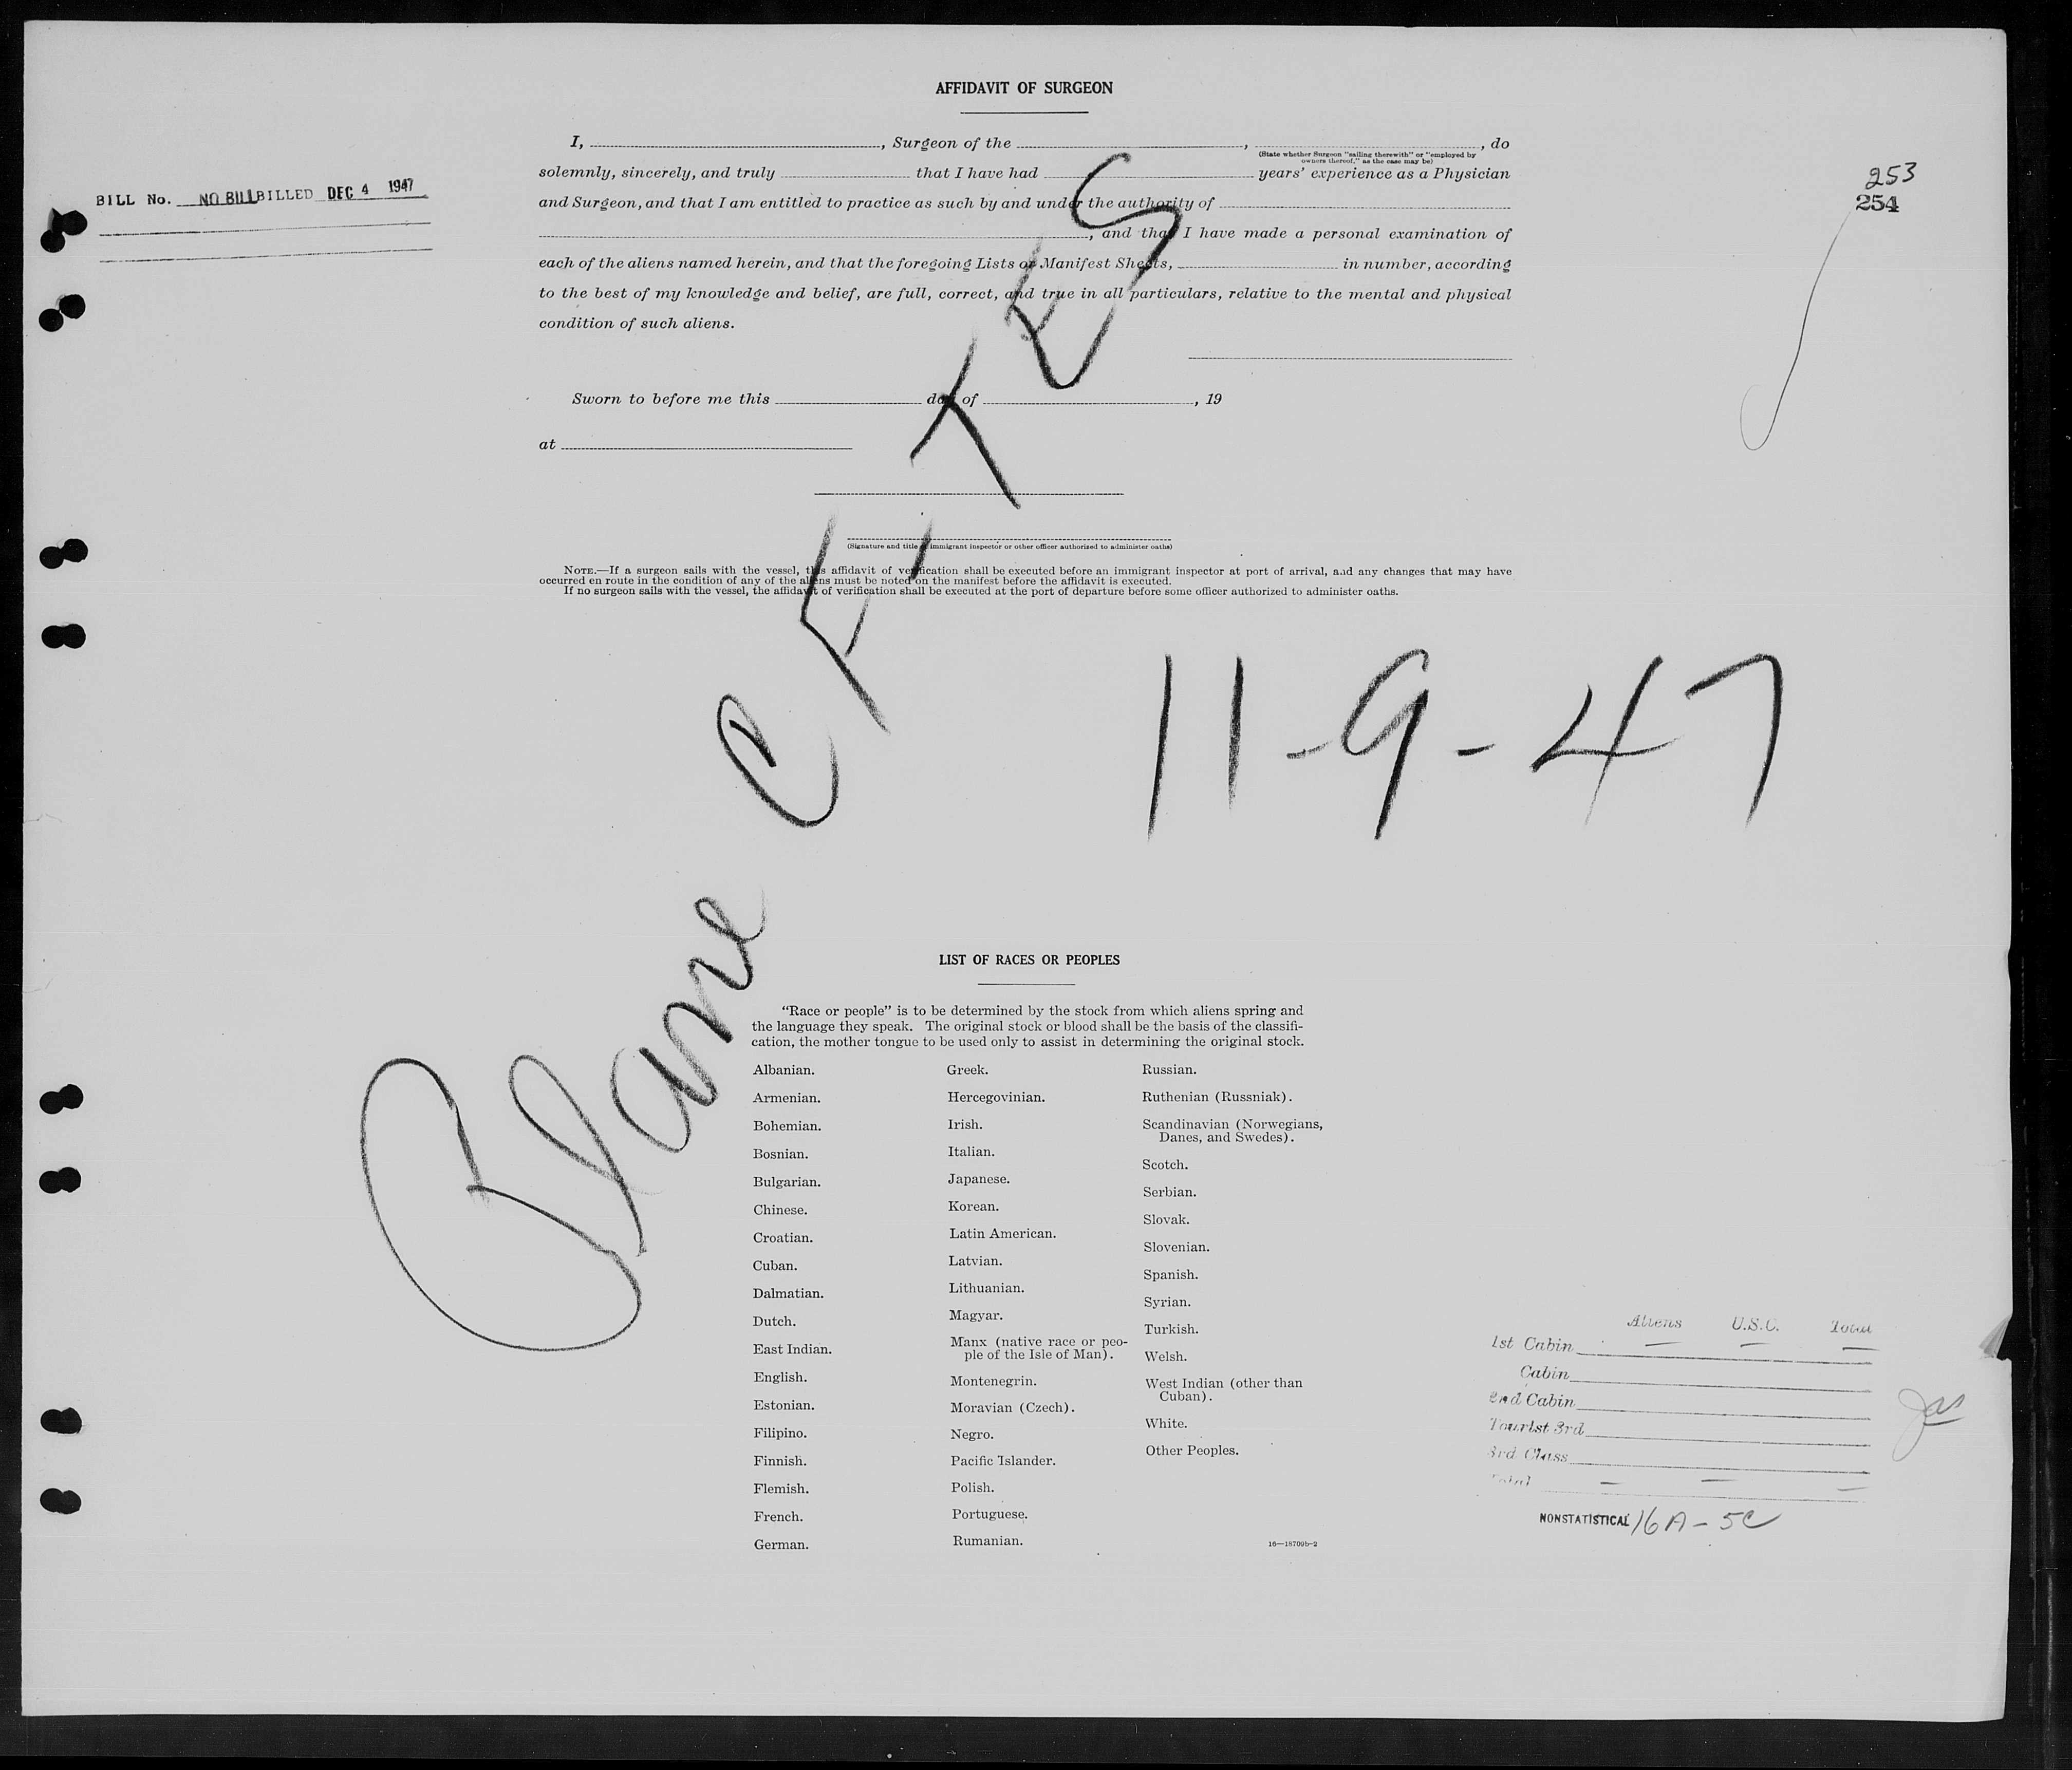 AFFIDAVIT OF SURGEON
I, , Surgeon of the , , do
(State whether Surgeon "sailing therewith" or "employed by
owners thereof," as the case may be)
solemnly, sincerely, and truly that I have had years' experience as a Physician
and Surgeon, and that I am entitled to practice as such by and under the authority of
, and that I have made a personal examination of
each of the aliens named herein, and that the foregoing Lists or Manifest Sheets, in number, according
to the best of my knowledge and belief, are full, correct, and true in all particulars, relative to the mental and physical
condition of such aliens.
BILL No. NO BILL BILLED DEC 4 1947
253
254
Sworn to before me this day of , 19
at
(Signature and title of immigrant inspector or other officer authorized to administer oaths)
NOTE.—If a surgeon sails with the vessel, this affidavit of verification shall be executed before an immigrant inspector at port of arrival, and any changes that may have
occurred en route in the condition of any of the aliens must be noted on the manifest before the affidavit is executed.
If no surgeon sails with the vessel, the affidavit of verification shall be executed at the port of departure before some officer authorized to administer oaths.
11-9-47
LIST OF RACES OR PEOPLES
"Race or people" is to be determined by the stock from which aliens spring and
the language they speak. The original stock or blood shall be the basis of the classifi-
cation, the mother tongue to be used only to assist in determining the original stock.
Albanian.
Armenian.
Bohemian.
Bosnian.
Bulgarian.
Chinese.
Croatian.
Cuban.
Dalmatian.
Dutch.
East Indian.
English.
Estonian.
Filipino.
Finnish.
Flemish.
French.
German.
Greek.
Hercegovinian.
Irish.
Italian.
Japanese.
Korean.
Latin American.
Latvian.
Lithuanian.
Magyar.
Manx (native race or peo-
ple of the Isle of Man).
Montenegrin.
Moravian (Czech).
Negro.
Pacific Islander.
Polish.
Portuguese.
Rumanian.
Russian.
Ruthenian (Russniak).
Scandinavian (Norwegians,
Danes, and Swedes).
Scotch.
Serbian.
Slovak.
Slovenian.
Spanish.
Syrian.
Turkish.
Welsh.
West Indian (other than
Cuban).
White.
Other Peoples.
16—18709b-2
Aliens U.S.C. Total
1st Cabin — — —
Cabin
2nd Cabin
Tourist 3rd
3rd Class
Total — — —
NONSTATISTICAL 16A-5C